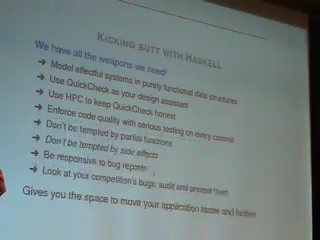 KICKING BUTT WITH HASKELL
We have all the weapons we need!
➔ Model effectful systems in purely functional data structures
➔ Use QuickCheck as your design assistant
➔ Use HPC to keep QuickCheck honest
➔ Enforce code quality with serious testing on every commit
➔ Don't be tempted by partial functions
➔ Don't be tempted by side effects
➔ Be responsive to bug reports
➔ Look at your competition's bugs, audit and prevent them
Gives you the space to move your application faster and further